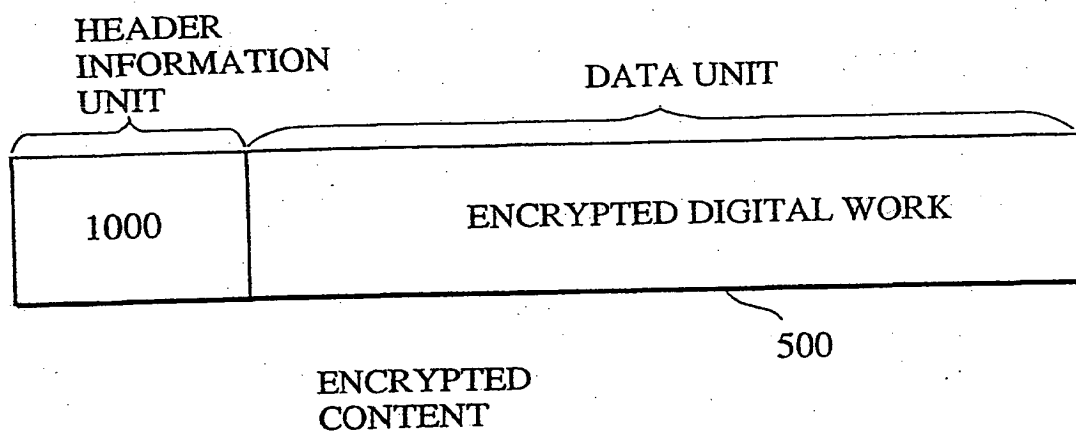 HEADER
INFORMATION
UNIT
DATA UNIT
1000
ENCRYPTED DIGITAL WORK
500
ENCRYPTED
CONTENT